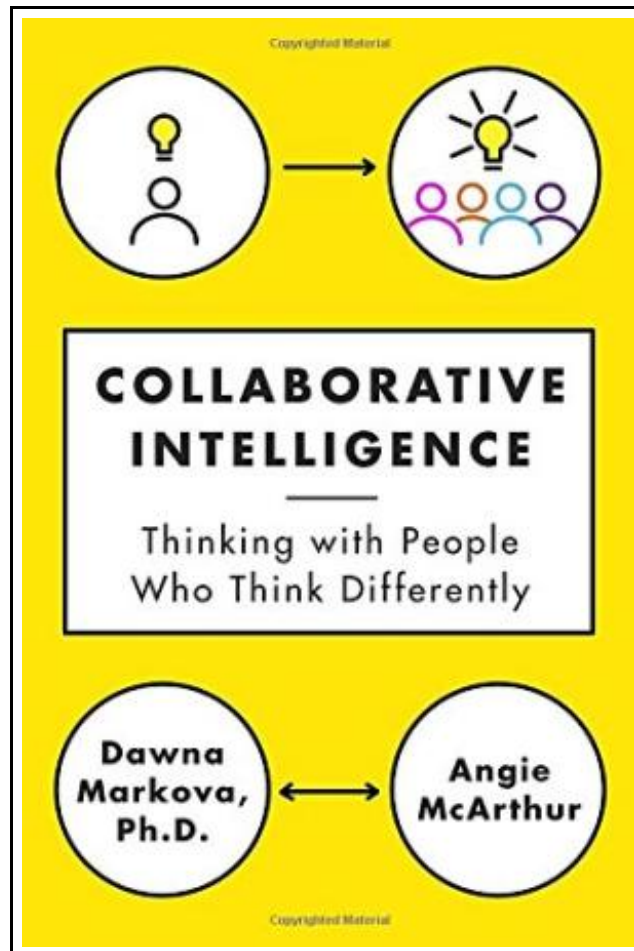 Copyrighted Material
COLLABORATIVE
INTELLIGENCE
Thinking with People
Who Think Differently
Dawna
Markova,
Ph.D.
Angie
McArthur
Copyrighted Material